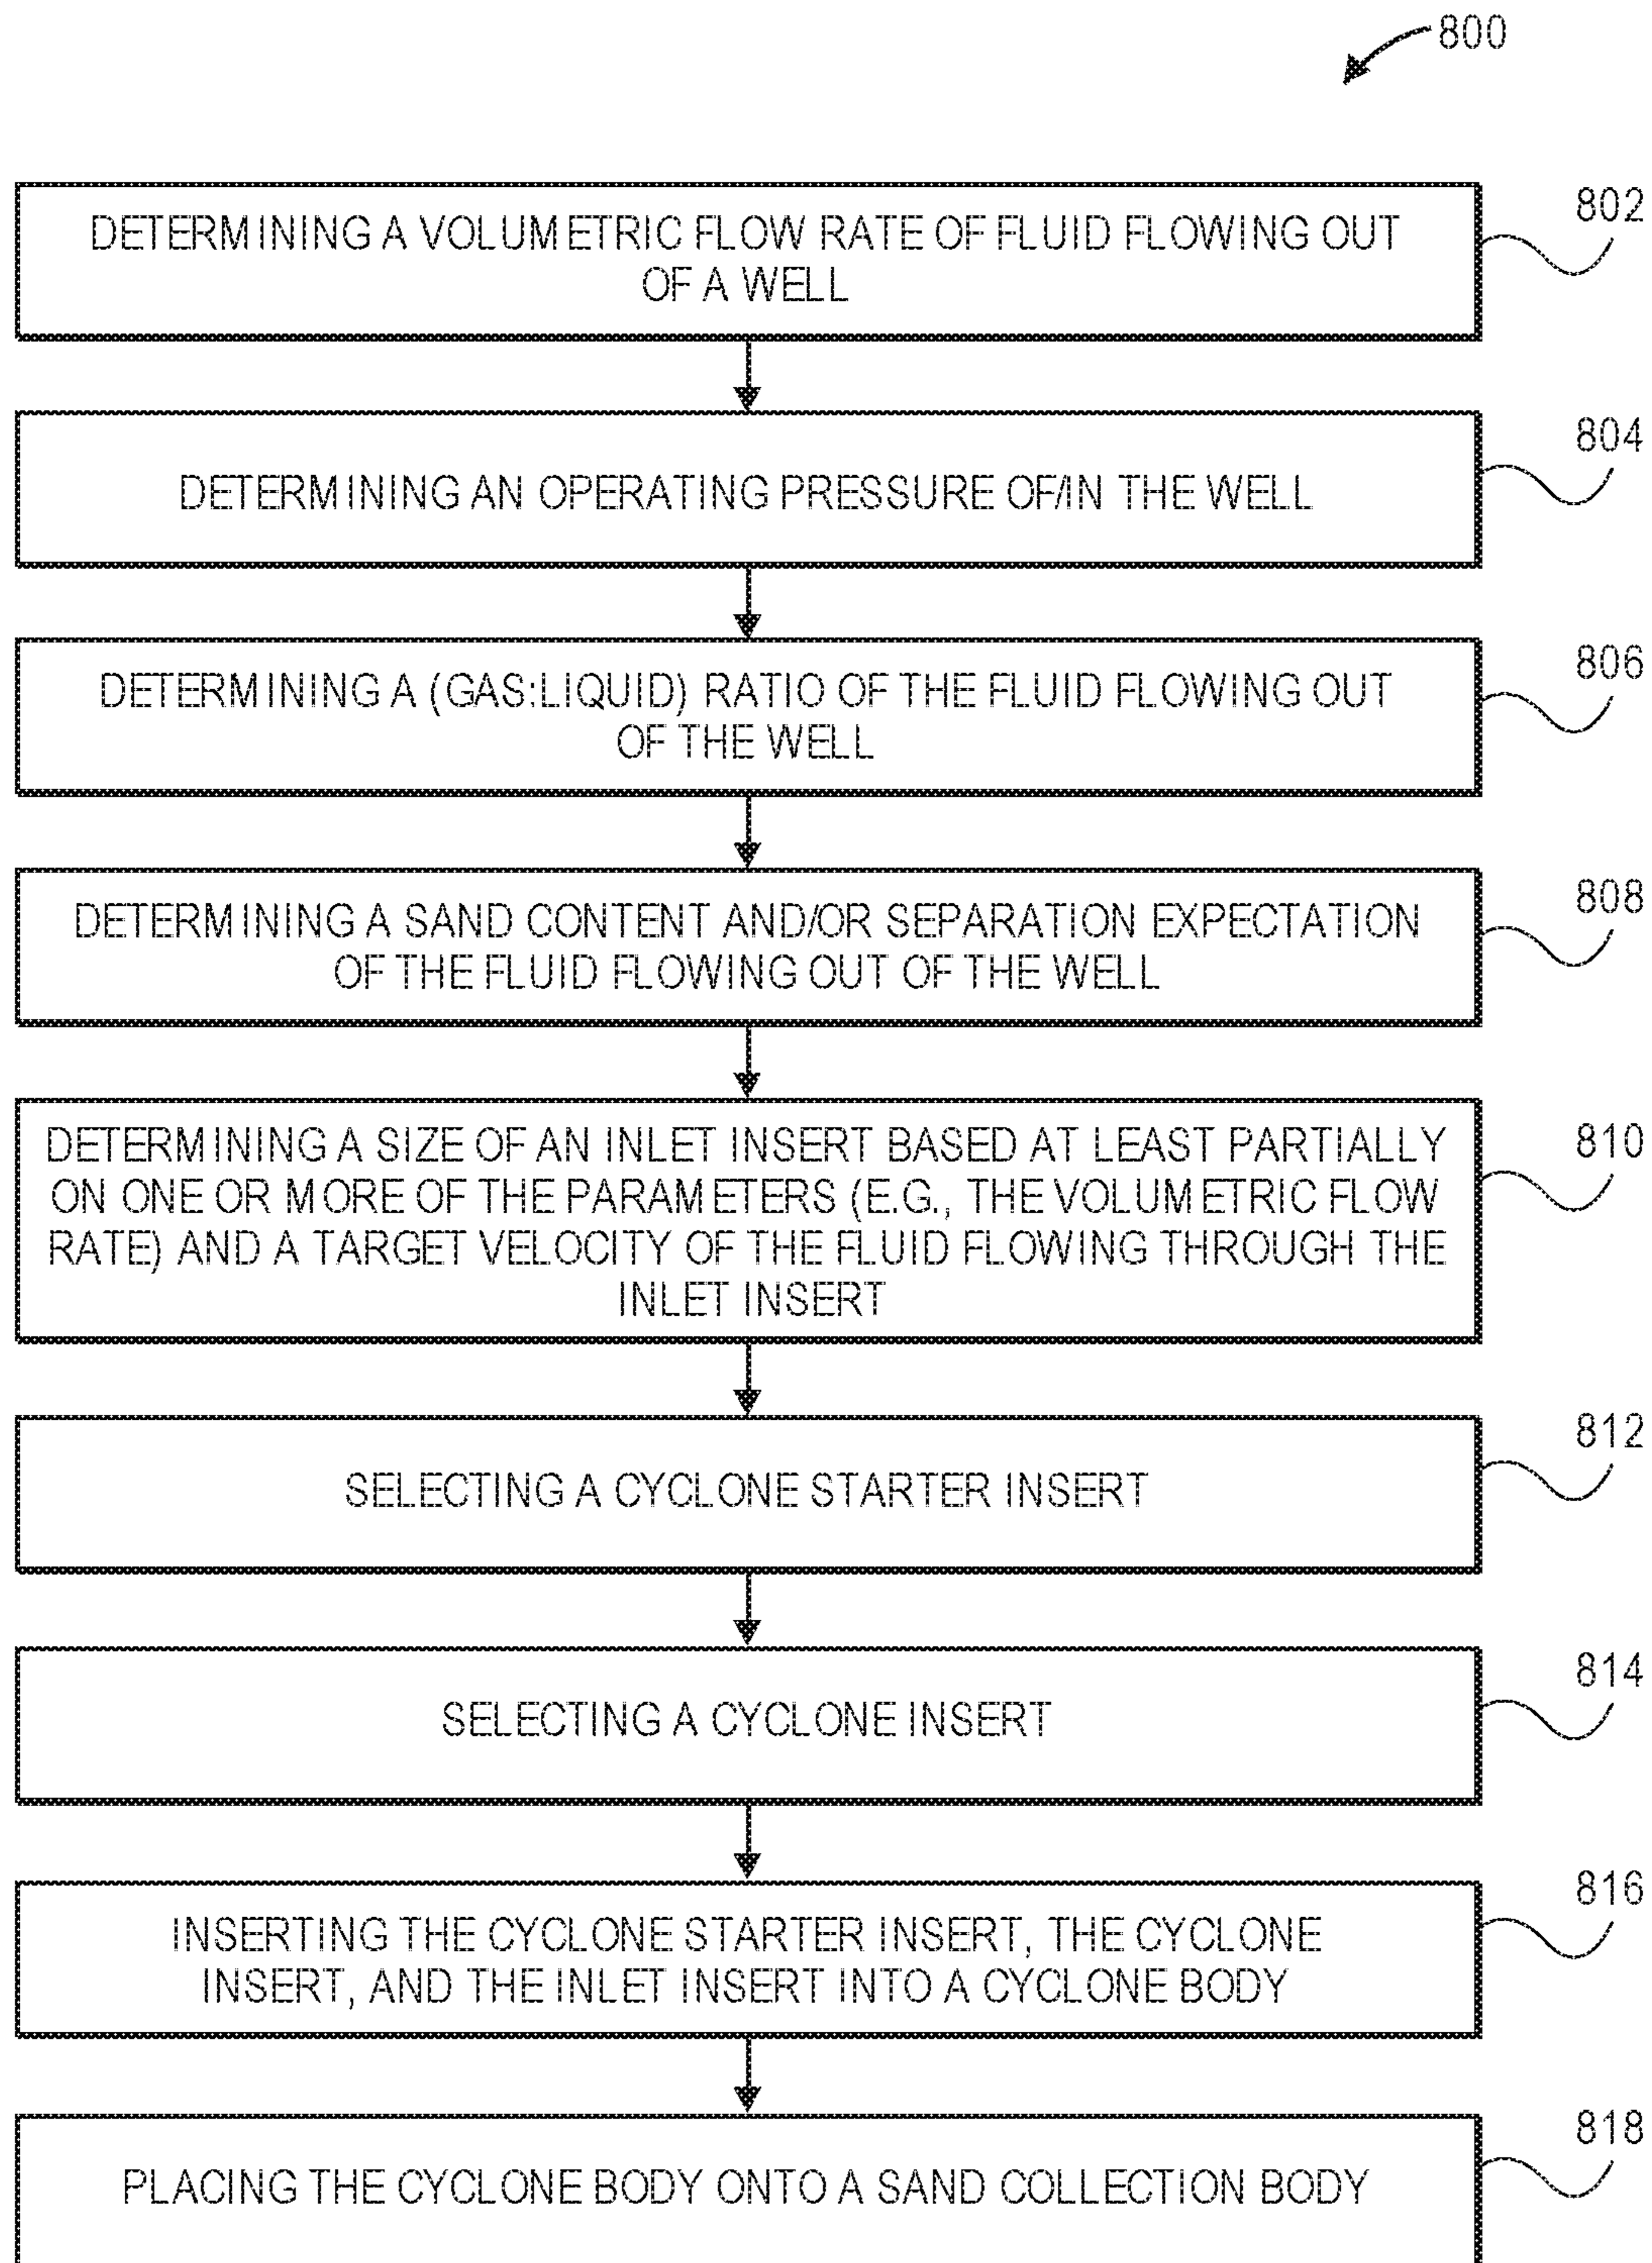 800
802
DETERMINING A VOLUMETRIC FLOW RATE OF FLUID FLOWING OUT
OF A WELL
804
DETERMINING AN OPERATING PRESSURE OF/IN THE WELL
806
DETERMINING A (GAS:LIQUID) RATIO OF THE FLUID FLOWING OUT
OF THE WELL
808
DETERMINING A SAND CONTENT AND/OR SEPARATION EXPECTATION
OF THE FLUID FLOWING OUT OF THE WELL
810
DETERMINING A SIZE OF AN INLET INSERT BASED AT LEAST PARTIALLY
ON ONE OR MORE OF THE PARAMETERS (E.G., THE VOLUMETRIC FLOW
RATE) AND A TARGET VELOCITY OF THE FLUID FLOWING THROUGH THE
INLET INSERT
812
SELECTING A CYCLONE STARTER INSERT
814
SELECTING A CYCLONE INSERT
816
INSERTING THE CYCLONE STARTER INSERT, THE CYCLONE
INSERT, AND THE INLET INSERT INTO A CYCLONE BODY
818
PLACING THE CYCLONE BODY ONTO A SAND COLLECTION BODY